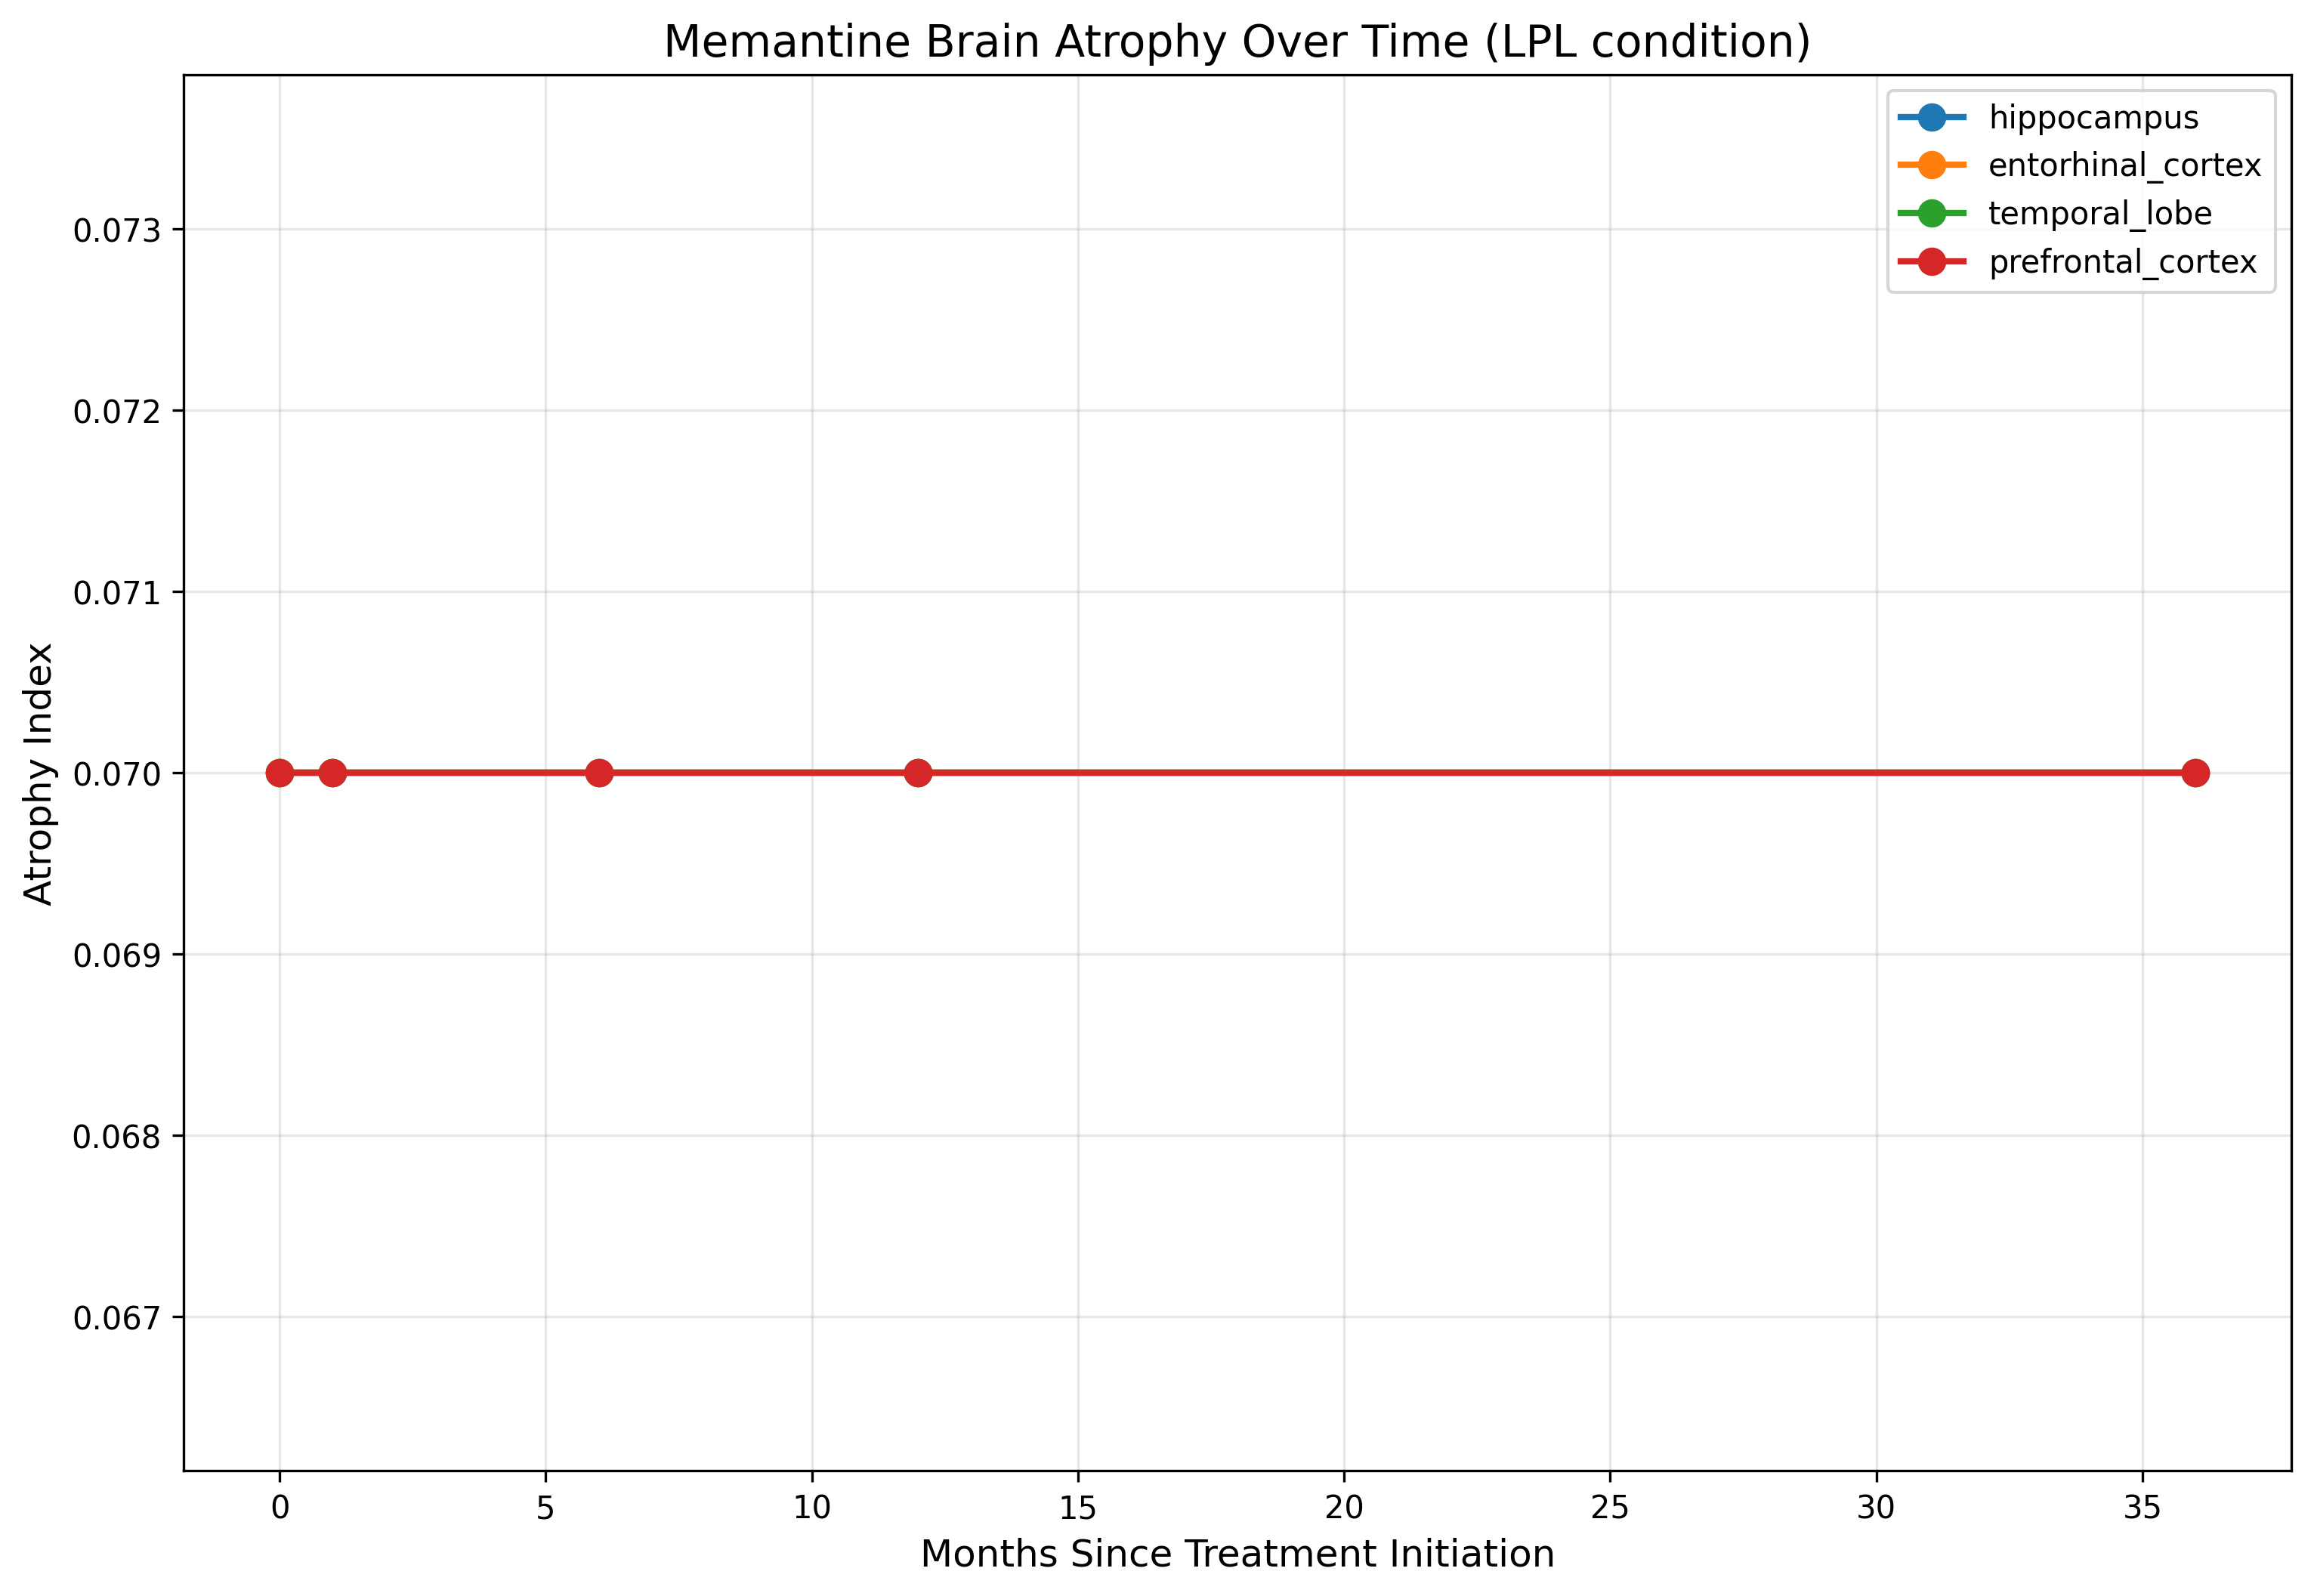 Memantine Brain Atrophy Over Time (LPL condition)
hippocampus
entorhinal_cortex
temporal_lobe
prefrontal_cortex
Atrophy Index
0.073
0.072
0.071
0.070
0.069
0.068
0.067
0 5 10 15 20 25 30 35
Months Since Treatment Initiation